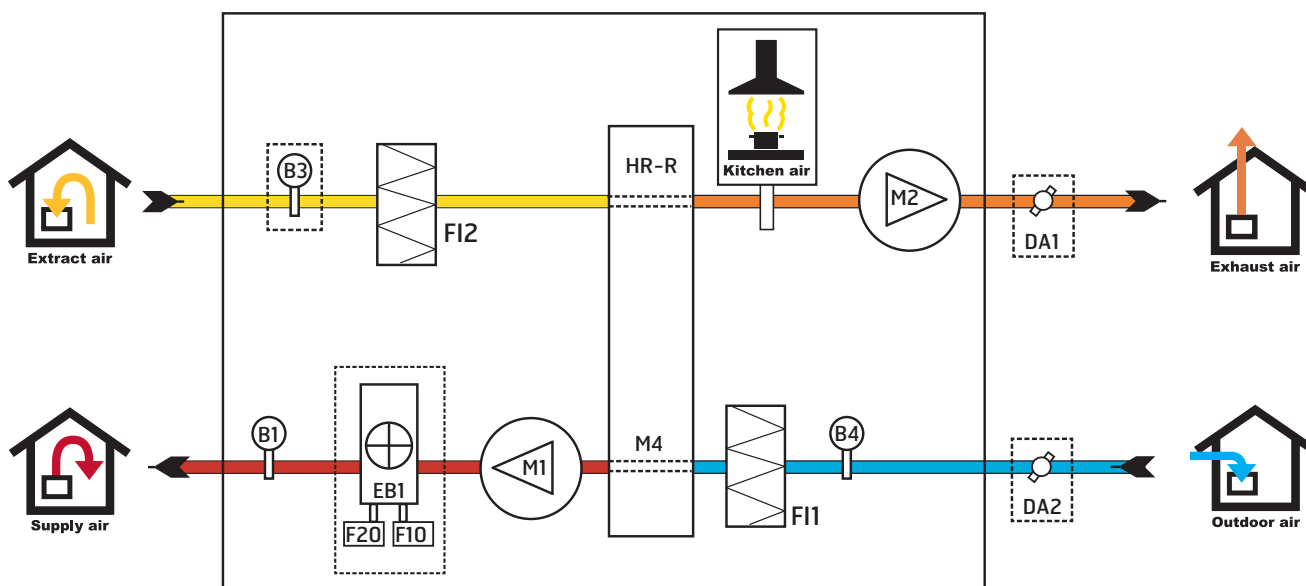 B3
FI2
HR-R
Kitchen air
M2
DA1
Extract air
Exhaust air
B1
EB1
F20
F10
M1
M4
FI1
B4
DA2
Supply air
Outdoor air